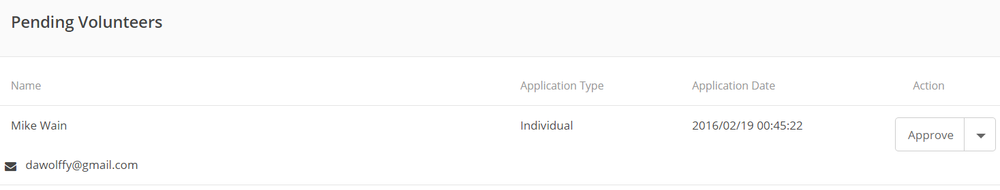 Pending Volunteers
Name Application Type Application Date Action
Mike Wain Individual 2016/02/19 00:45:22 Approve
dawolffy@gmail.com